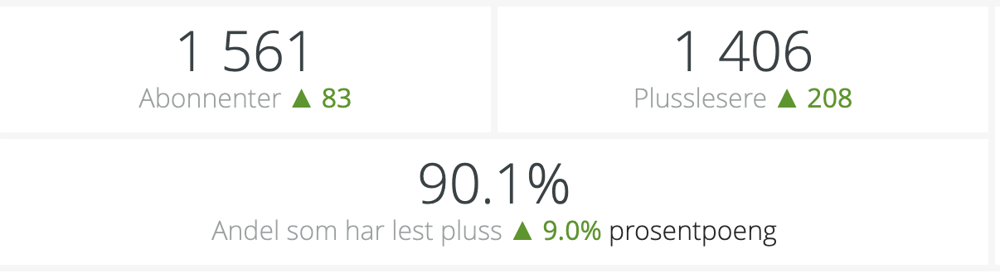 1 561
Abonnenter ▲ 83
1 406
Plusslesere ▲ 208
90.1%
Andel som har lest pluss ▲ 9.0% prosentpoeng